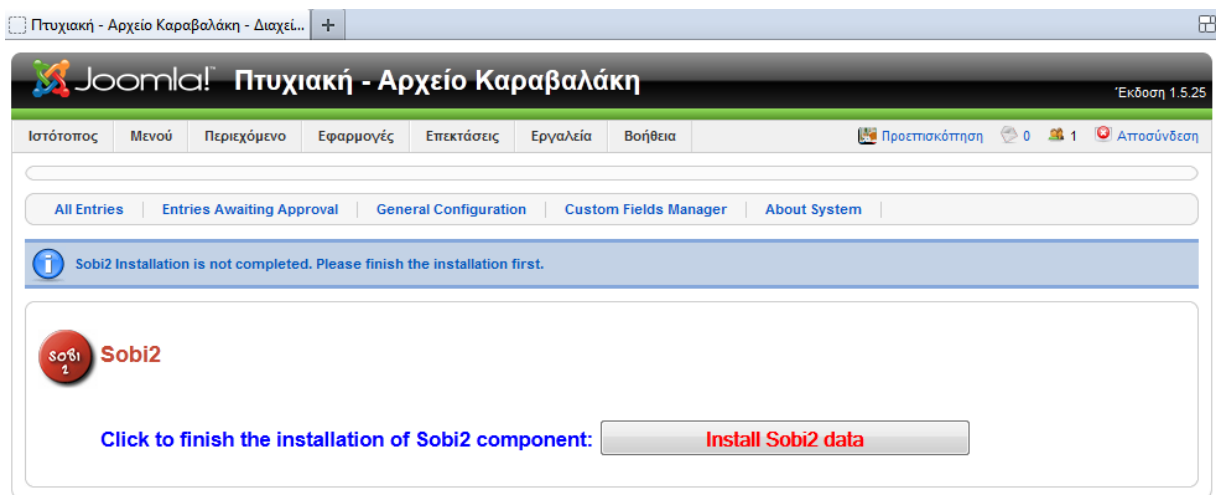 Πτυχιακή - Αρχείο Καραβαλάκη - Διαχεί... +
Joomla!™ Πτυχιακή - Αρχείο Καραβαλάκη
Έκδοση 1.5.25
Ιστότοπος Μενού Περιεχόμενο Εφαρμογές Επεκτάσεις Εργαλεία Βοήθεια Προεπισκόπηση 0 1 Αποσύνδεση
All Entries Entries Awaiting Approval General Configuration Custom Fields Manager About System
Sobi2 Installation is not completed. Please finish the installation first.
SOBI 2 Sobi2
Click to finish the installation of Sobi2 component: Install Sobi2 data